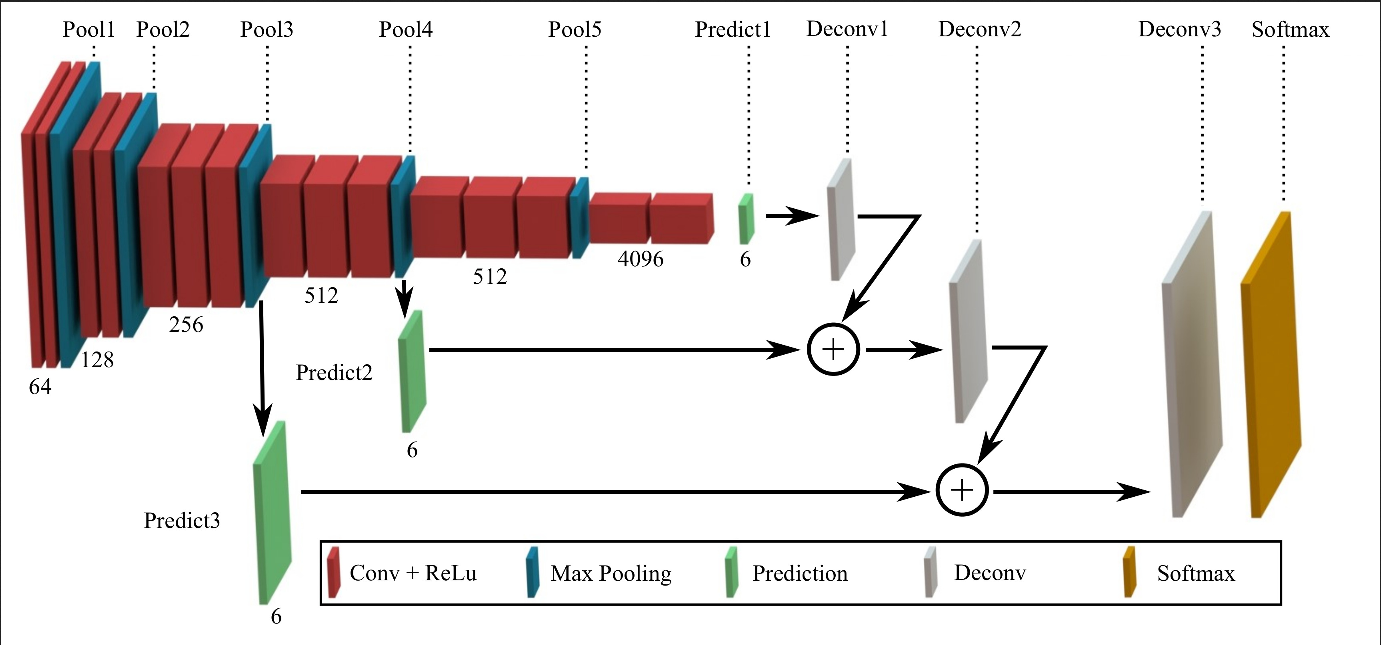 Pool1 Pool2 Pool3 Pool4 Pool5 Predict1 Deconv1 Deconv2 Deconv3 Softmax
64
128
256
512
512
4096
6
Predict2
6
Predict3
6
Conv + ReLu Max Pooling Prediction Deconv Softmax